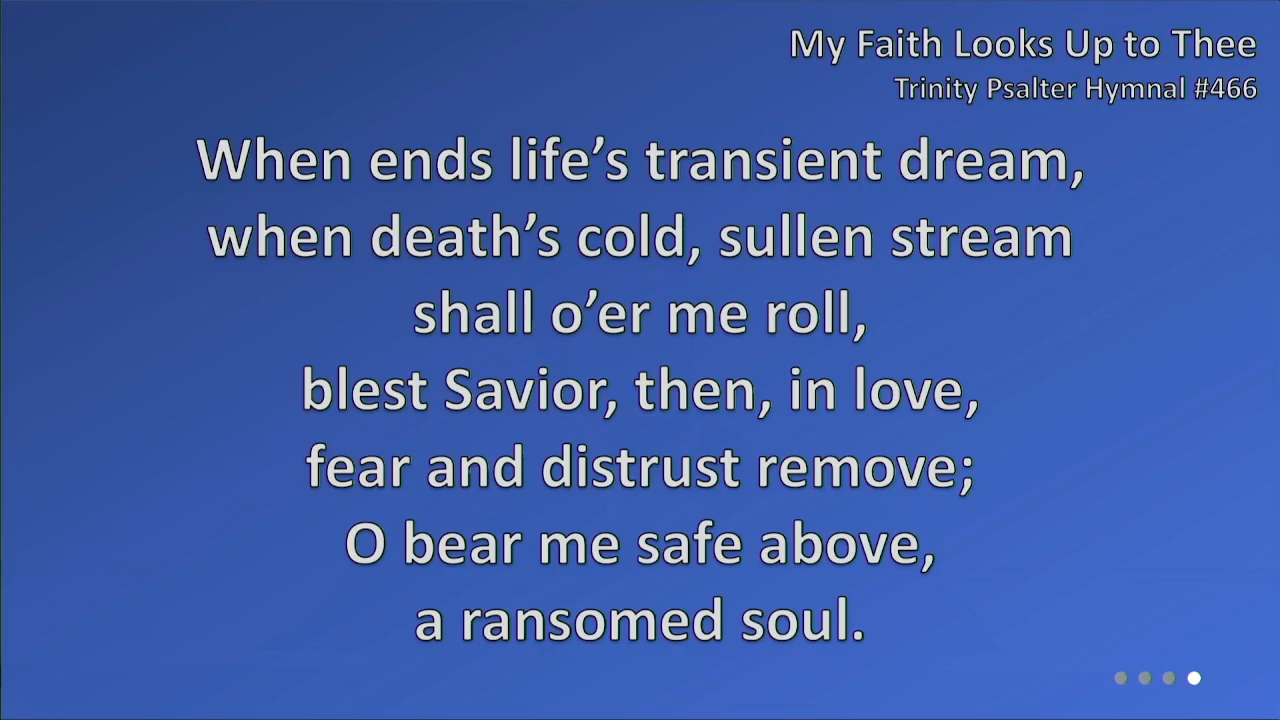 My Faith Looks Up to Thee
Trinity Psalter Hymnal #466
When ends life’s transient dream,
when death’s cold, sullen stream
shall o’er me roll,
blest Savior, then, in love,
fear and distrust remove;
O bear me safe above,
a ransomed soul.